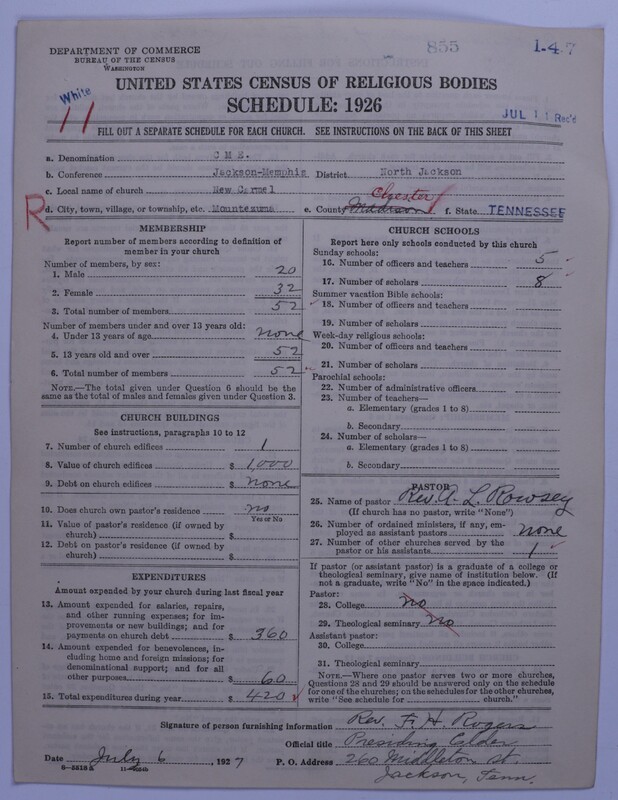 855
1-4-7
DEPARTMENT OF COMMERCE
BUREAU OF THE CENSUS
WASHINGTON
UNITED STATES CENSUS OF RELIGIOUS BODIES
SCHEDULE: 1926
White
11
JUL 11 Rec'd
FILL OUT A SEPARATE SCHEDULE FOR EACH CHURCH. SEE INSTRUCTIONS ON THE BACK OF THIS SHEET
a. Denomination C M E.
b. Conference Jackson-Memphis District North Jackson
c. Local name of church New Carmel
Chester
R
d. City, town, village, or township, etc. e. County Madison f. State TENNESSEE
MEMBERSHIP
Report number of members according to definition of
member in your church
Number of members, by sex:
1. Male 20
2. Female 32
3. Total number of members 52
Number of members under and over 13 years old:
4. Under 13 years of age none
5. 13 years old and over 52
6. Total number of members 52
NOTE.—The total given under Question 6 should be
same as the total of males and females given under Question 3.
CHURCH BUILDINGS
See instructions, paragraphs 10 to 12
7. Number of church edifices 1
8. Value of church edifices $ 1,000
9. Debt on church edifices $ none
10. Does church own pastor's residence no
Yes or No
11. Value of pastor's residence (if owned by
church) $
12. Debt on pastor's residence (if owned by
church) $
EXPENDITURES
Amount expended by your church during last fiscal year
13. Amount expended for salaries, repairs,
and other running expenses; for im-
provements or new buildings; and for
payments on church debt $ 360
14. Amount expended for benevolences, in-
cluding home and foreign missions; for
denominational support; and for all
other purposes $ 60
15. Total expenditures during year $ 420
CHURCH SCHOOLS
Report here only schools conducted by this church
Sunday schools:
16. Number of officers and teachers 5
17. Number of scholars 8
Summer vacation Bible schools:
18. Number of officers and teachers
19. Number of scholars
Week-day religious schools:
20. Number of officers and teachers
21. Number of scholars
Parochial schools:
22. Number of administrative officers
23. Number of teachers—
a. Elementary (grades 1 to 8)
b. Secondary
24. Number of scholars—
a. Elementary (grades 1 to 8)
b. Secondary
PASTOR
25. Name of pastor Rev. A. L. Rowsey
(If church has no pastor, write "None")
26. Number of ordained ministers, if any, em-
ployed as assistant pastors none
27. Number of other churches served by the
pastor or his assistants 1
If pastor (or assistant pastor) is a graduate of a college or
theological seminary, give name of institution below. (If
not a graduate, write "No" in the space indicated.)
Pastor:
28. College no
29. Theological seminary no
Assistant pastor:
30. College
31. Theological seminary
NOTE.—Where one pastor serves two or more churches,
Questions 28 and 29 should be answered only on the schedule
for one of the churches; on the schedules for the other churches,
write "See schedule for church."
Signature of person furnishing information Rev. F. H. Rogers
Official title Presiding Elder
Date July 6, 1927 P. O. Address 260 Middleton st.
Jackson, Tenn.